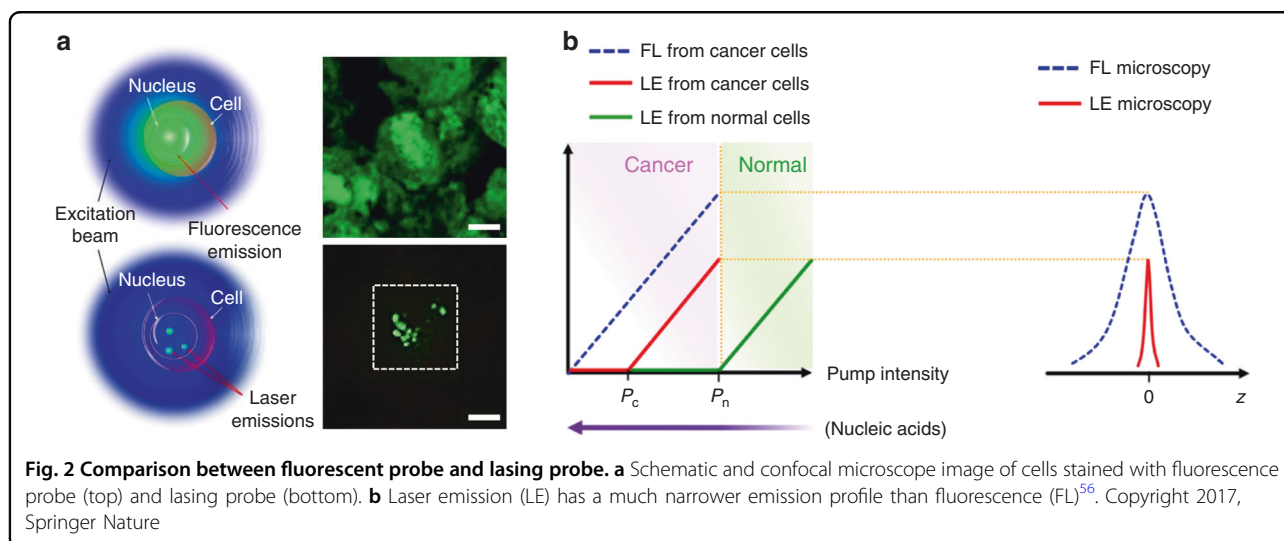 a
Nucleus
Cell
Excitation
beam
Fluorescence
emission
Nucleus
Cell
Laser
emissions
b
FL from cancer cells
LE from cancer cells
LE from normal cells
FL microscopy
LE microscopy
Cancer
Normal
Pump intensity
Pc
Pn
(Nucleic acids)
0
z
Fig. 2 Comparison between fluorescent probe and lasing probe. a Schematic and confocal microscope image of cells stained with fluorescence
probe (top) and lasing probe (bottom). b Laser emission (LE) has a much narrower emission profile than fluorescence (FL)56. Copyright 2017,
Springer Nature